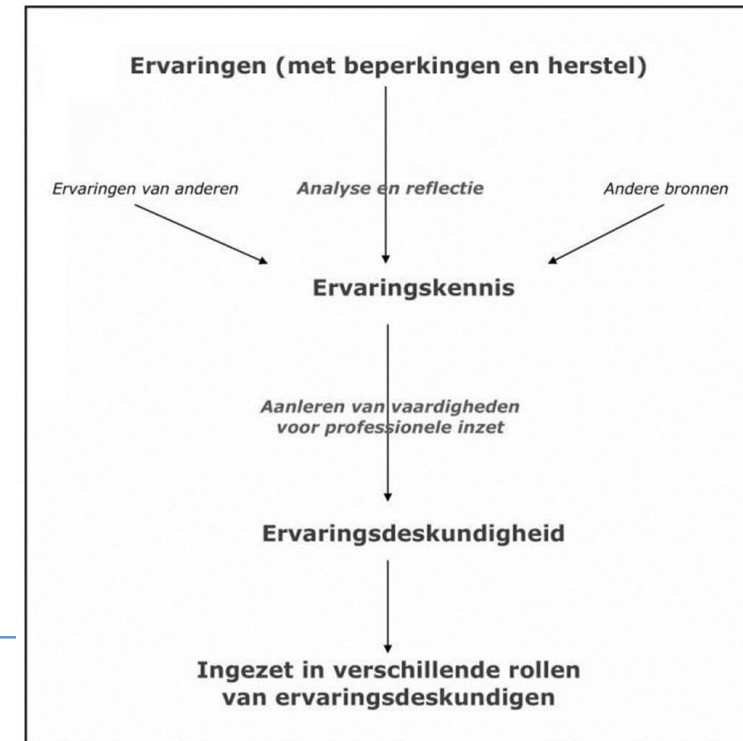 Ervaringen (met beperkingen en herstel)
Ervaringen van anderen
Analyse en reflectie
Andere bronnen
Ervaringskennis
Aanleren van vaardigheden
voor professionele inzet
Ervaringsdeskundigheid
Ingezet in verschillende rollen
van ervaringsdeskundigen